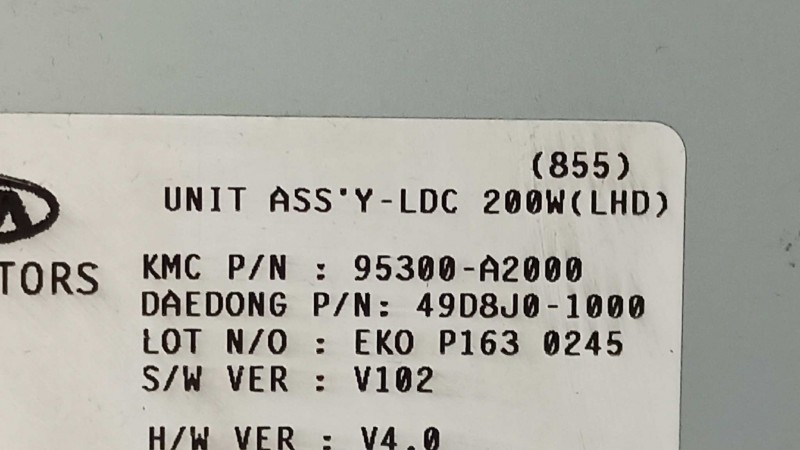 (855)
UNIT ASS'Y-LDC 200W(LHD)
TORS
KMC P/N : 95300-A2000
DAEDONG P/N: 49D8J0-1000
LOT N/O : EKO P163 0245
S/W VER : V102
H/W VER : V4.0